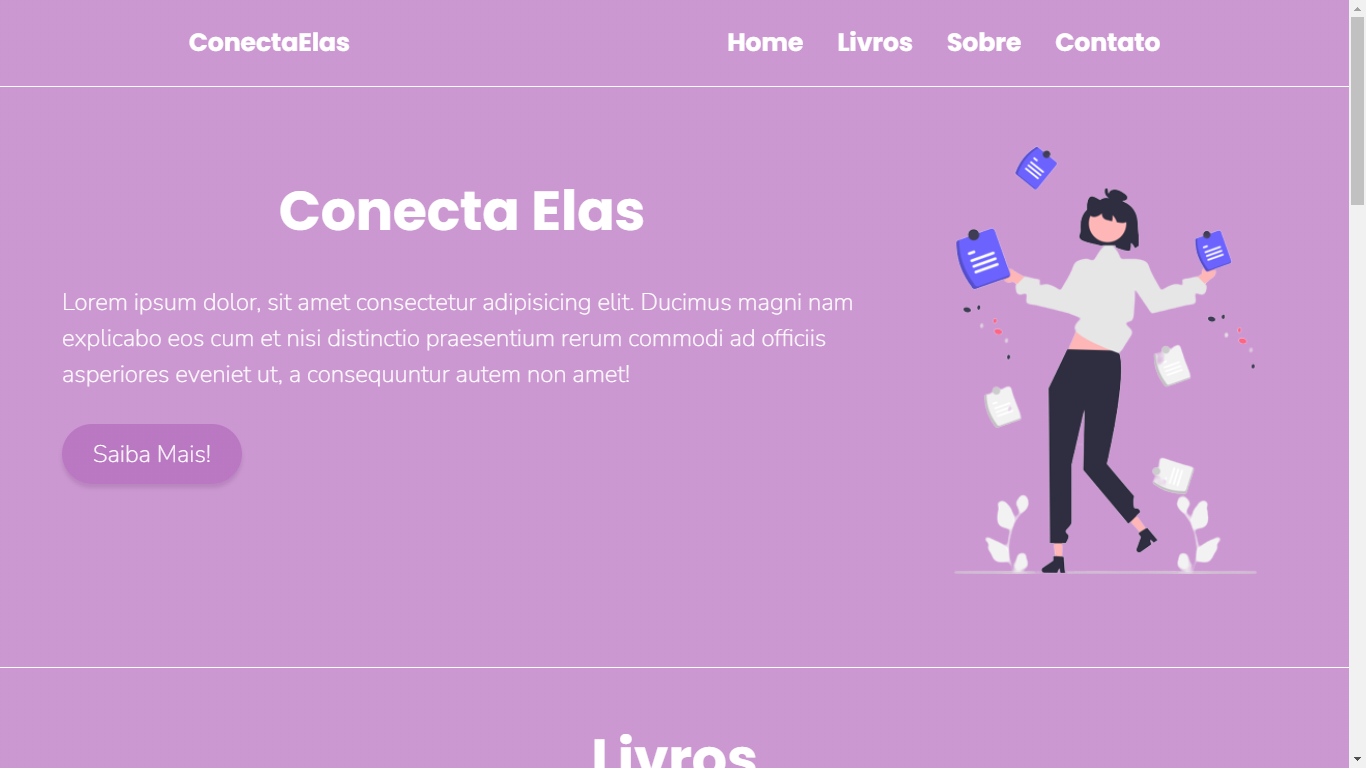 ConectaElas
Home Livros Sobre Contato
Conecta Elas
Lorem ipsum dolor, sit amet consectetur adipisicing elit. Ducimus magni nam
explicabo eos cum et nisi distinctio praesentium rerum commodi ad officiis
asperiores eveniet ut, a consequuntur autem non amet!
Saiba Mais!
Livros